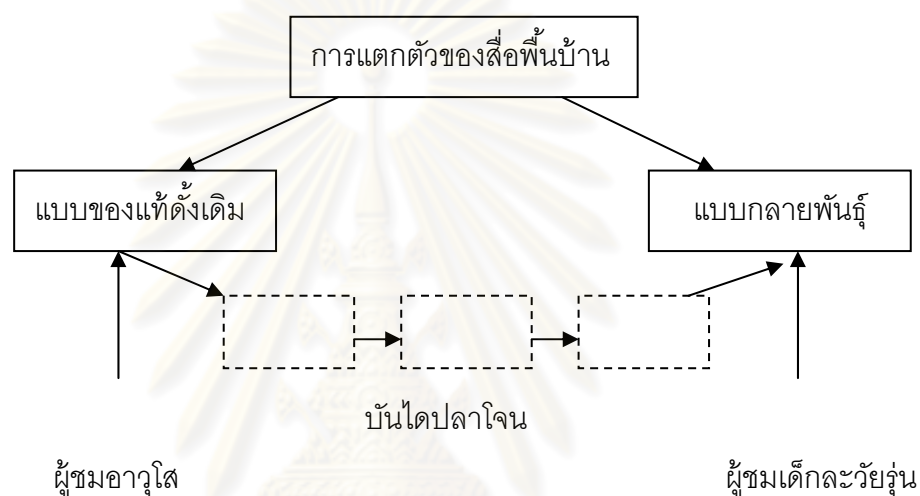 การแตกตัวของสื่อพื้นบ้าน
แบบของแท้ดั้งเดิม
แบบกลายพันธุ์
บันไดปลาโจน
ผู้ชมอาวุโส
ผู้ชมเด็กละวัยรุ่น